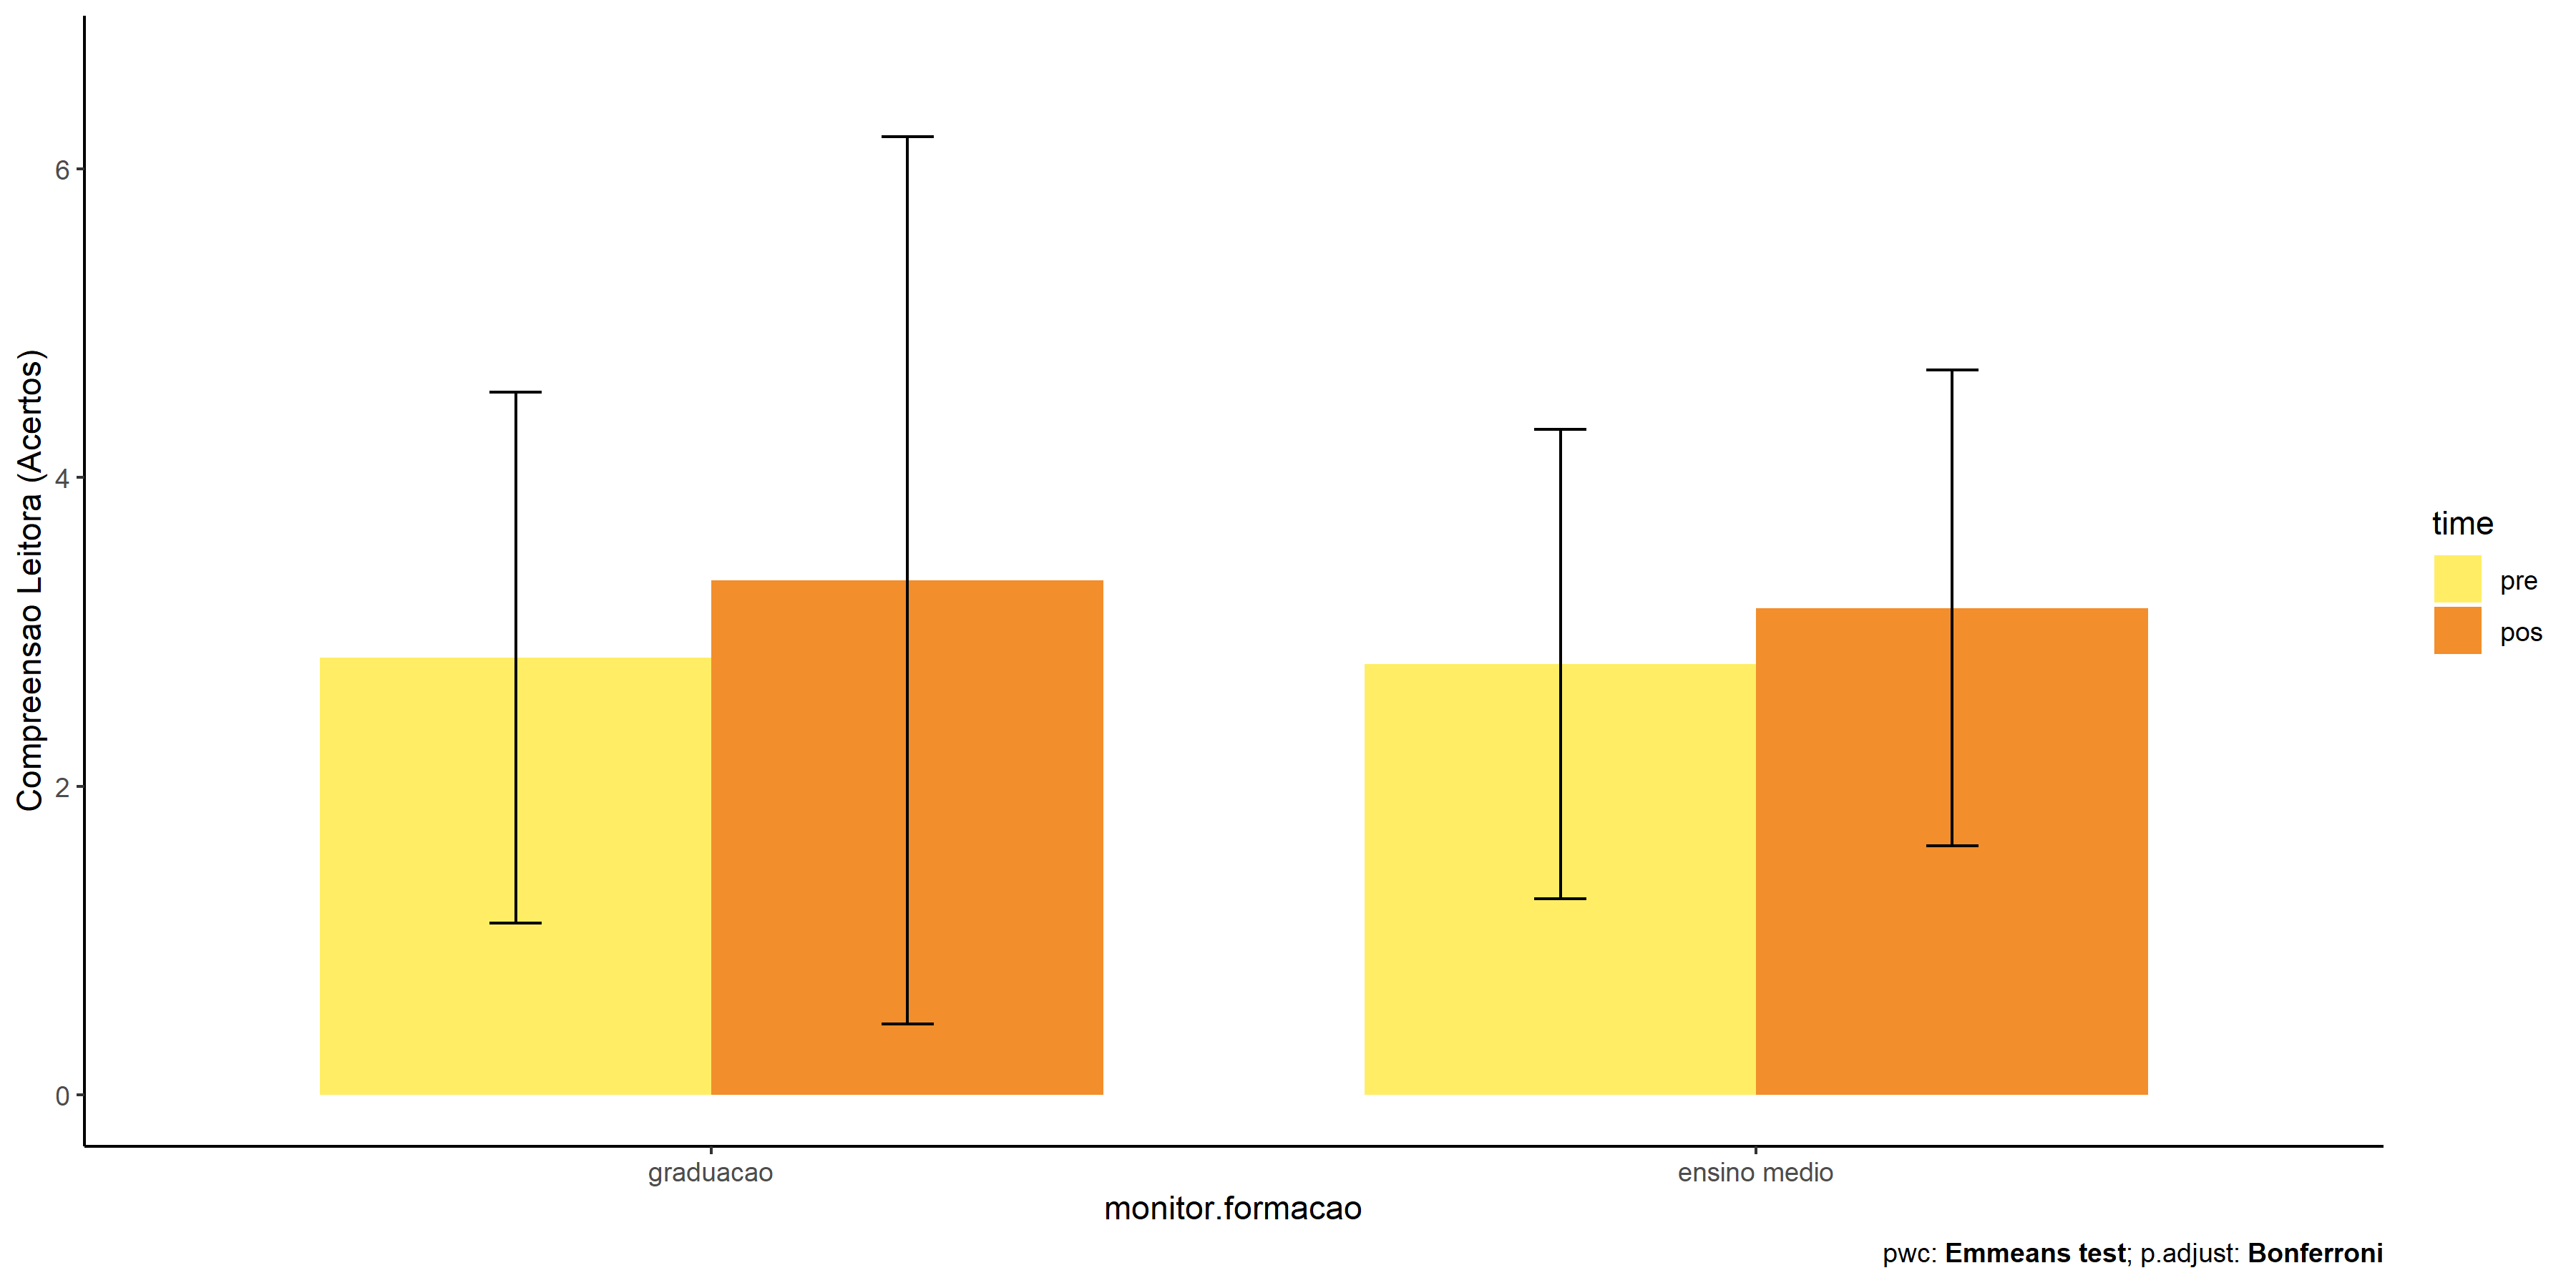 Compreensao Leitora (Acertos)
6
4
2
0
graduacao
ensino medio
monitor.formacao
time
pre
pos
pwc: Emmeans test; p.adjust: Bonferroni